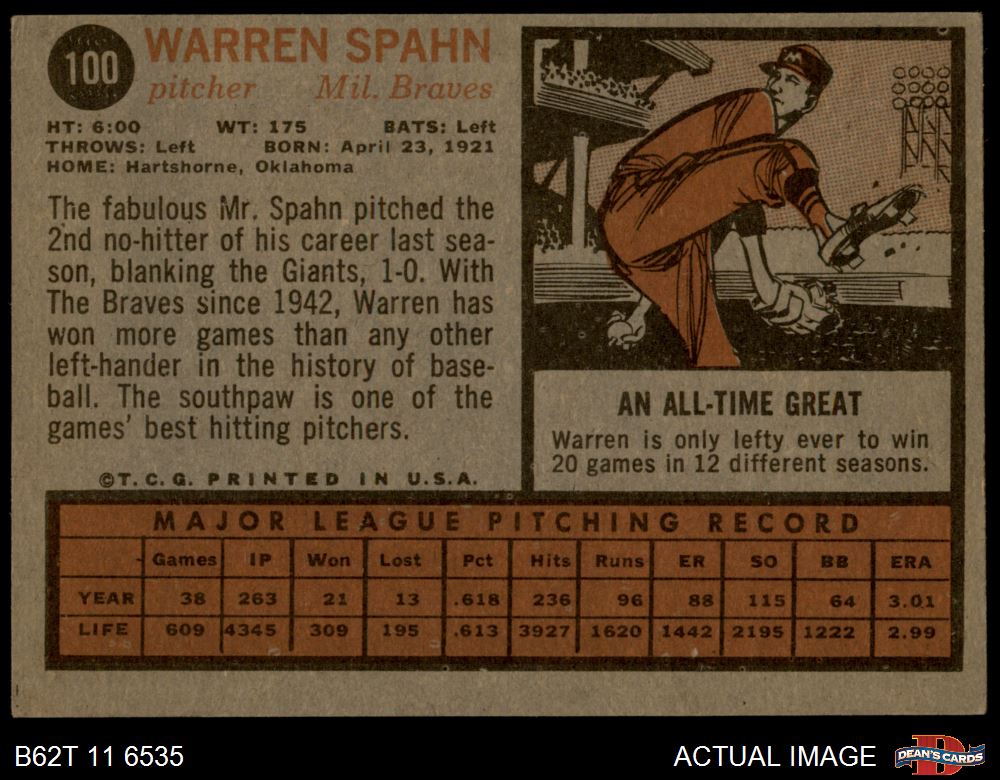 100
WARREN SPAHN
pitcher Mil. Braves
HT: 6:00 WT: 175 BATS: Left
THROWS: Left BORN: April 23, 1921
HOME: Hartshorne, Oklahoma
The fabulous Mr. Spahn pitched the
2nd no-hitter of his career last sea-
son, blanking the Giants, 1-0. With
The Braves since 1942, Warren has
won more games than any other
left-hander in the history of base-
ball. The southpaw is one of the
games' best hitting pitchers.
©T.C.G. PRINTED IN U.S.A.
M
AN ALL-TIME GREAT
Warren is only lefty ever to win
20 games in 12 different seasons.
MAJOR LEAGUE PITCHING RECORD
Games IP Won Lost Pct Hits Runs ER SO BB ERA
YEAR 38 263 21 13 .618 236 96 88 115 64 3.01
LIFE 609 4345 309 195 .613 3927 1620 1442 2195 1222 2.99
B62T 11 6535 ACTUAL IMAGE
D
DEAN'S CARDS